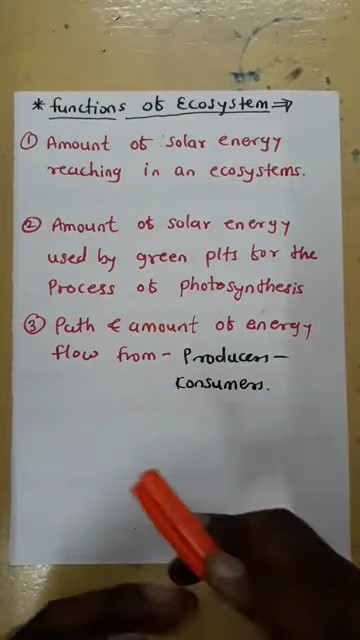 * functions of Ecosystem ⇒
① Amount of solar energy
reaching in an ecosystems.
② Amount of solar energy
used by green plts for the
Process of photosynthesis
③ Path & amount of energy
flow from - Producers -
Konsumers.